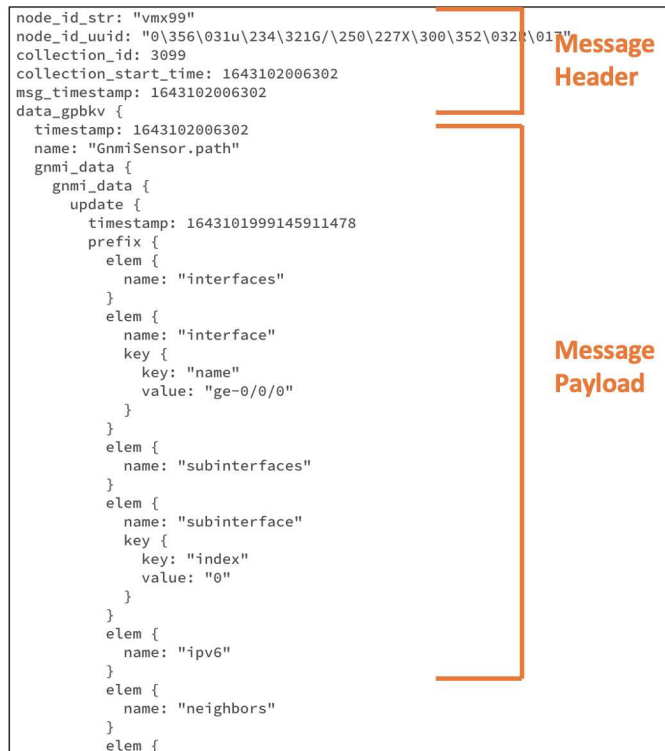 node_id_str: "vmx99"
node_id_uuid: "0\356\031u\234\321G/\250\227X\300\352\032R\017"
collection_id: 3099
collection_start_time: 1643102006302
msg_timestamp: 1643102006302
data_gpbkv {
timestamp: 1643102006302
name: "GnmiSensor.path"
gnmi_data {
gnmi_data {
update {
timestamp: 1643101999145911478
prefix {
elem {
name: "interfaces"
}
elem {
name: "interface"
key {
key: "name"
value: "ge-0/0/0"
}
}
elem {
name: "subinterfaces"
}
elem {
name: "subinterface"
key {
key: "index"
value: "0"
}
}
elem {
name: "ipv6"
}
elem {
name: "neighbors"
}
elem {
Message
Header
Message
Payload